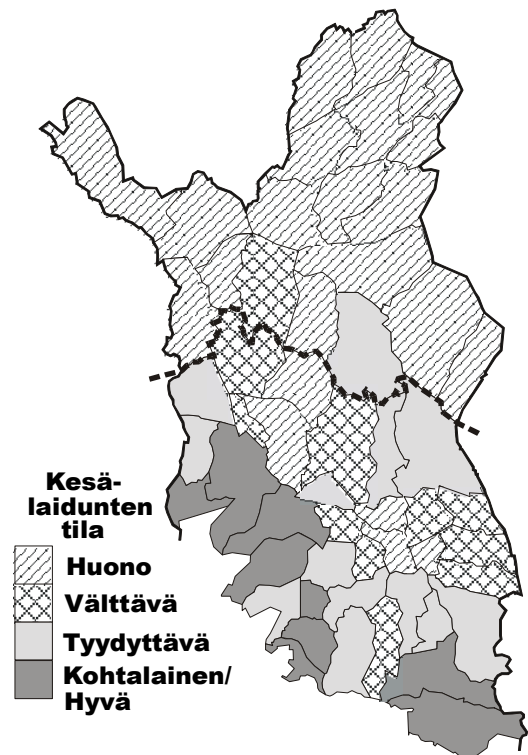 Kesä-
laidunten
tila
Huono
Välttävä
Tyydyttävä
Kohtalainen/
Hyvä